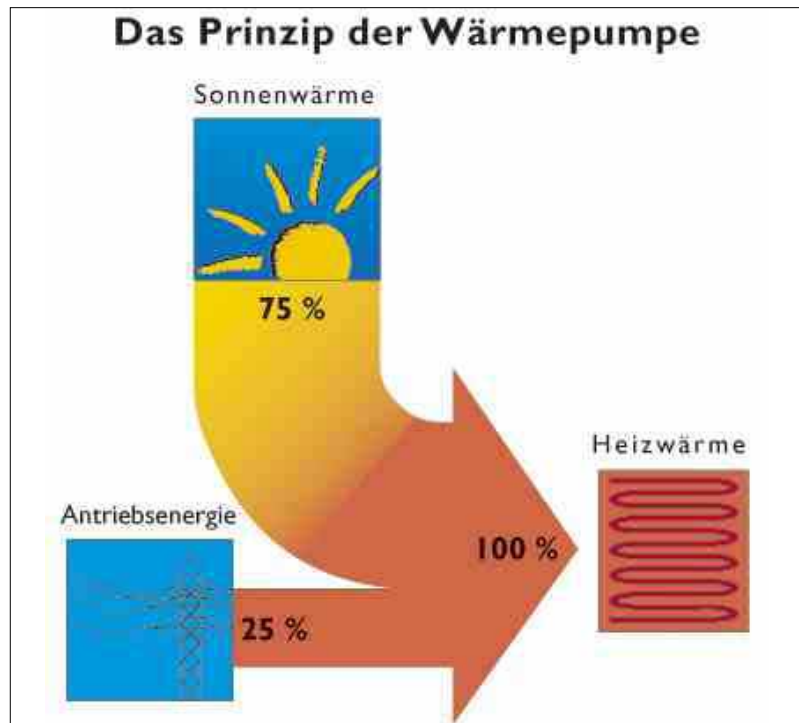 Das Prinzip der Wärmepumpe
Sonnenwärme
75 %
Heizwärme
Antriebsenergie
100 %
25 %